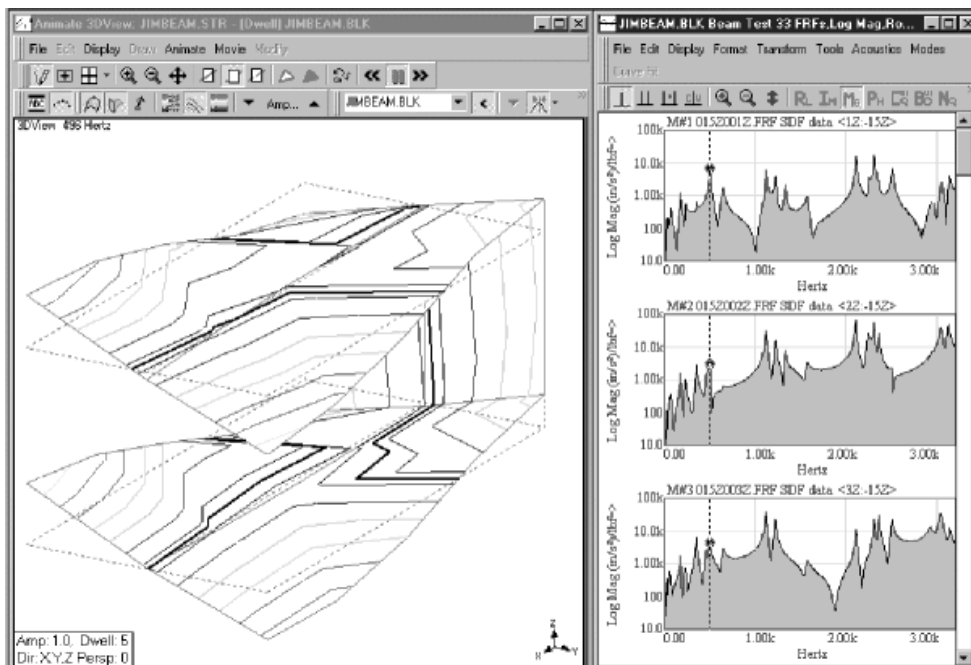 Animate 3DView: JIMBEAM.STR - [Dwell] JIMBEAM.BLK
File Edit Display Draw Animate Movie Modify
ABC Amp... JIMBEAM.BLK
3DView 496 Hertz
Amp: 1.0, Dwell: 5
Dir: X,Y,Z Persp: 0
Z
X Y
JIMBEAM.BLK Beam Test 33 FRFs,Log Mag,Ro...
File Edit Display Format Transform Tools Acoustics Modes
Curve Fit
M#1 015Z001Z.FRF SIDF data <1Z:-15Z>
Log Mag (in/s²)/lbf=>
100k
10.0k
1.00k
100
10.0
0.00 1.00k 2.00k 3.00k
Hertz
M#2 015Z002Z.FRF SIDF data <2Z:-15Z>
Log Mag (in/s²)/lbf=>
100k
10.0k
1.00k
100
10.0
0.00 1.00k 2.00k 3.00k
Hertz
M#3 015Z003Z.FRF SIDF data <3Z:-15Z>
Log Mag (in/s²)/lbf=>
100k
10.0k
1.00k
100
10.0
0.00 1.00k 2.00k 3.00k
Hertz